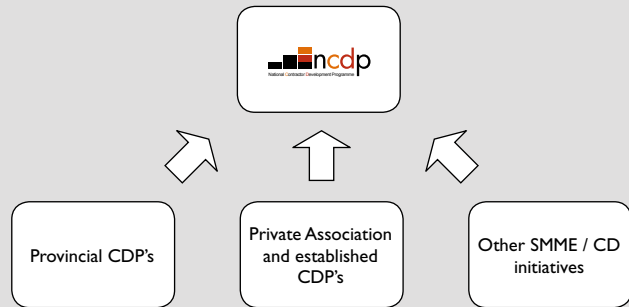 ncdp
National Contractor Development Programme
Provincial CDP's
Private Association
and established
CDP's
Other SMME / CD
initiatives